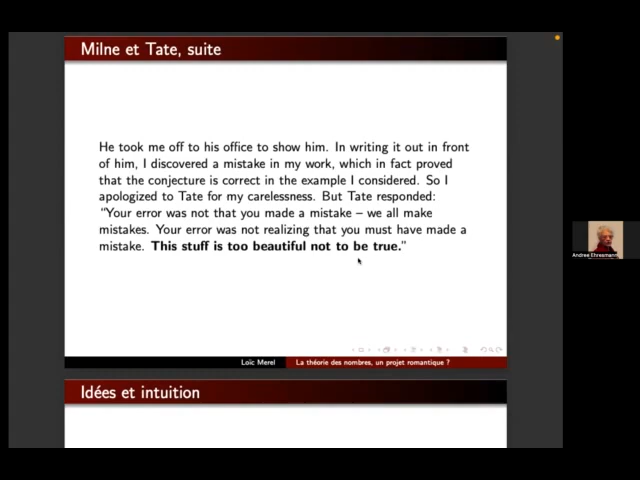 Milne et Tate, suite
He took me off to his office to show him. In writing it out in front
of him, I discovered a mistake in my work, which in fact proved
that the conjecture is correct in the example I considered. So I
apologized to Tate for my carelessness. But Tate responded:
“Your error was not that you made a mistake – we all make
mistakes. Your error was not realizing that you must have made a
mistake. This stuff is too beautiful not to be true.”
Andree Ehresmann
Loïc Merel
La théorie des nombres, un projet romantique ?
Idées et intuition